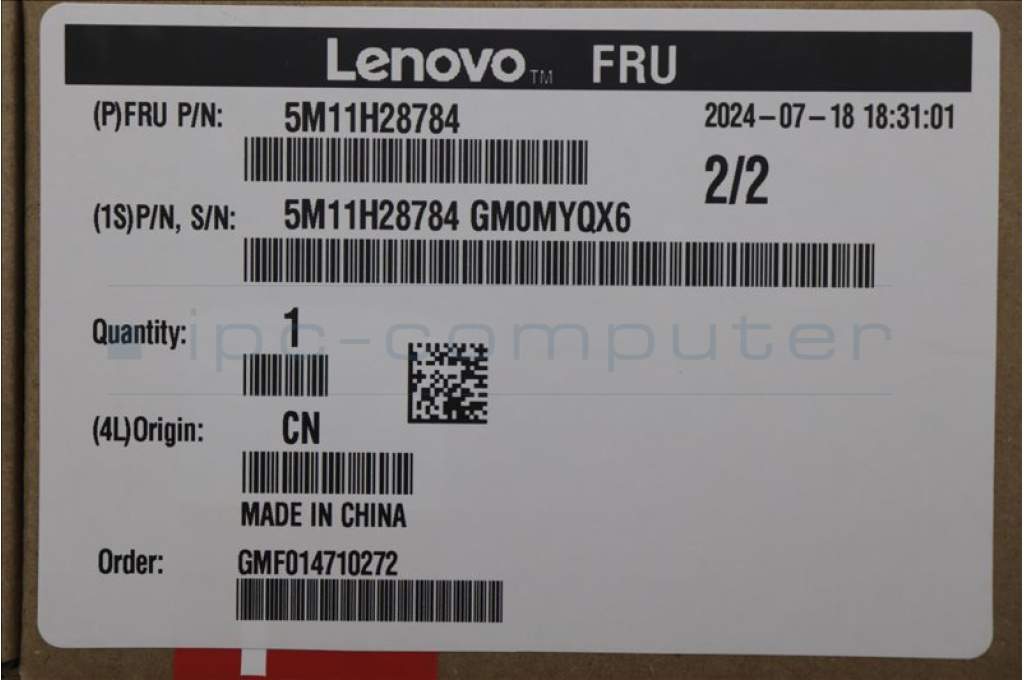 Lenovo™ FRU
(P)FRU P/N: 5M11H28784 2024-07-18 18:31:01
2/2
(1S)P/N, S/N: 5M11H28784 GM0MYQX6
Quantity: 1
ipc-computer
(4L)Origin: CN
MADE IN CHINA
Order: GMF014710272